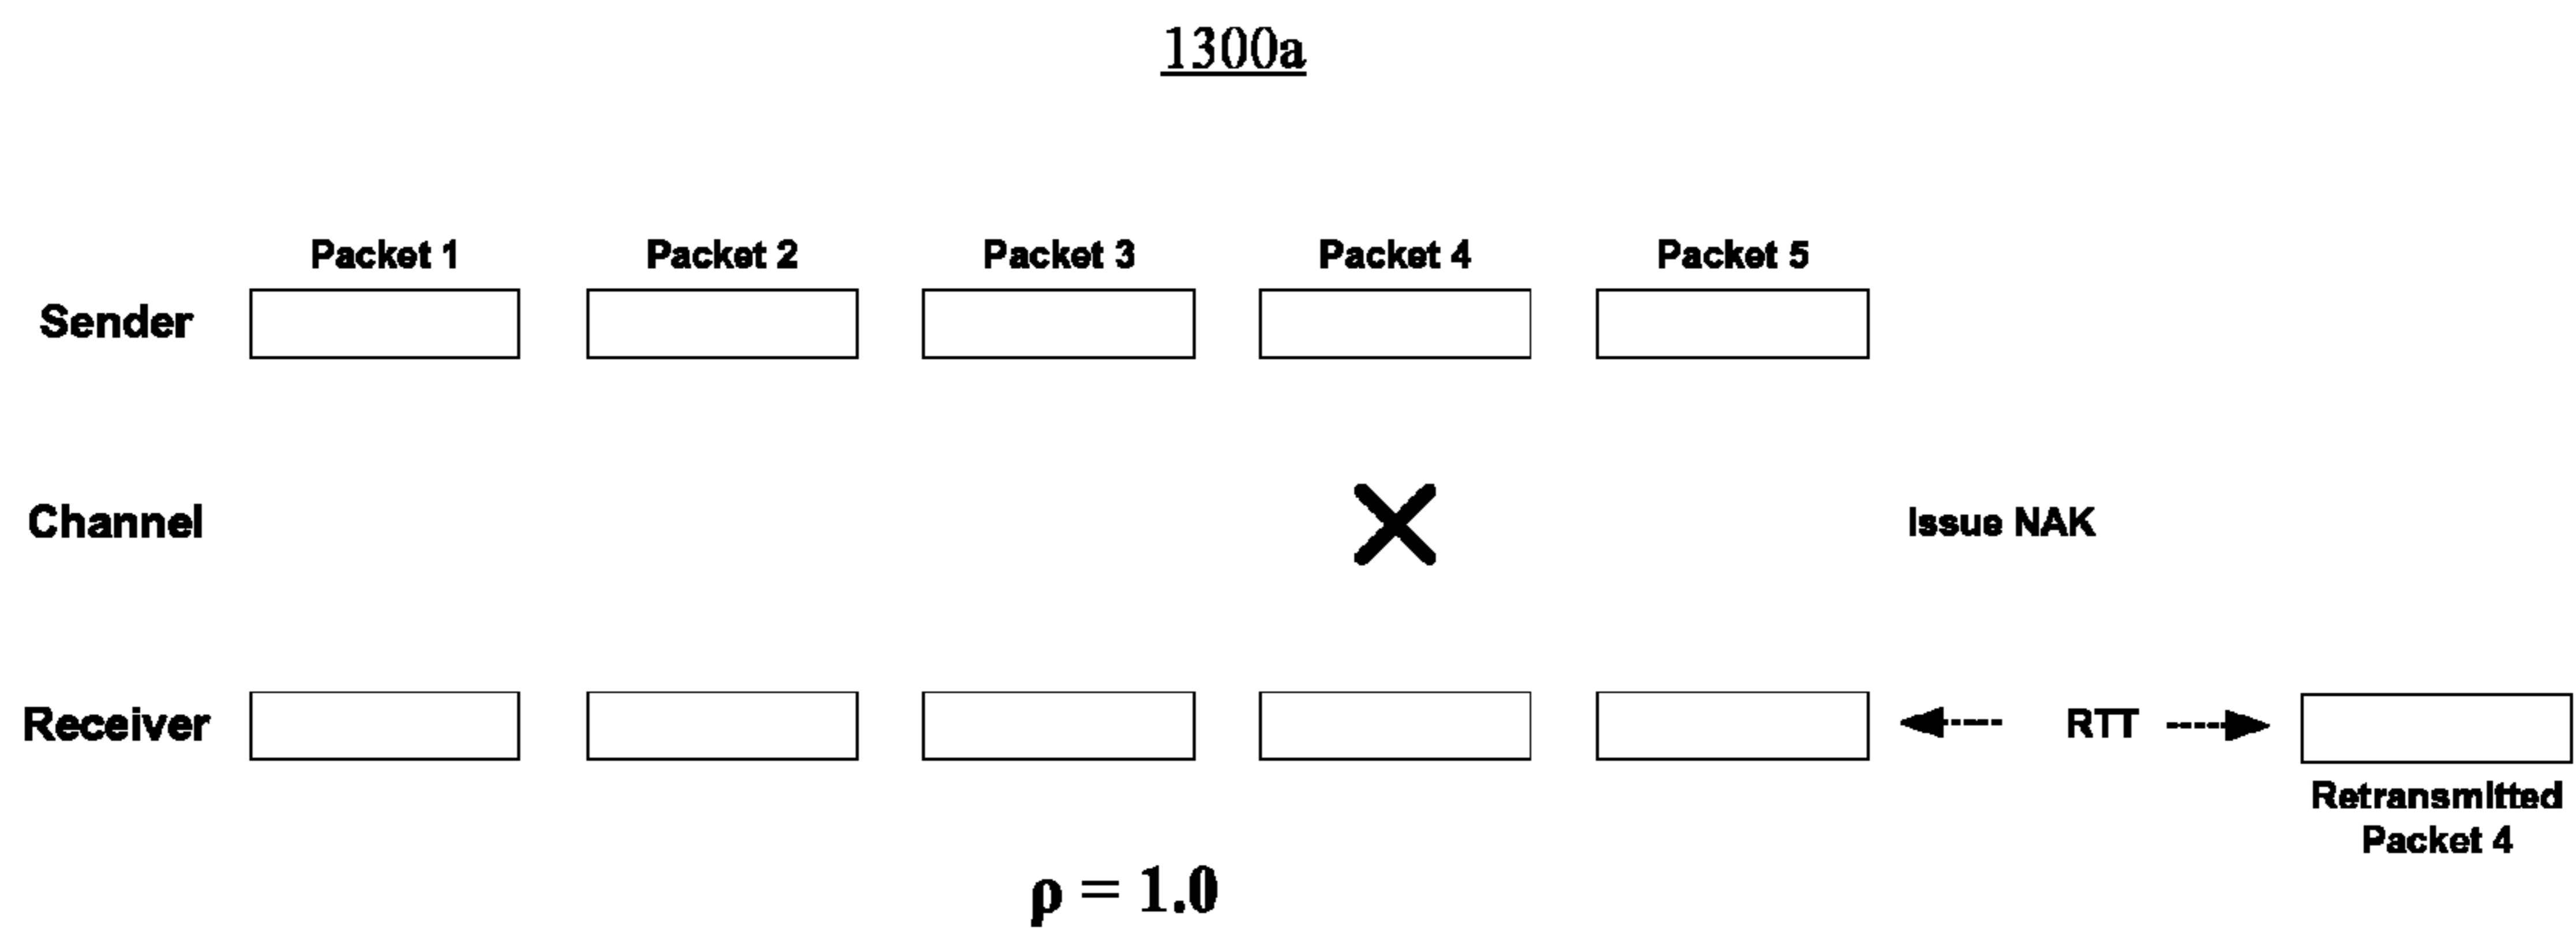 1300a
Packet 1 Packet 2 Packet 3 Packet 4 Packet 5
Sender
Channel
Issue NAK
Receiver
RTT
Retransmitted
Packet 4
ρ = 1.0